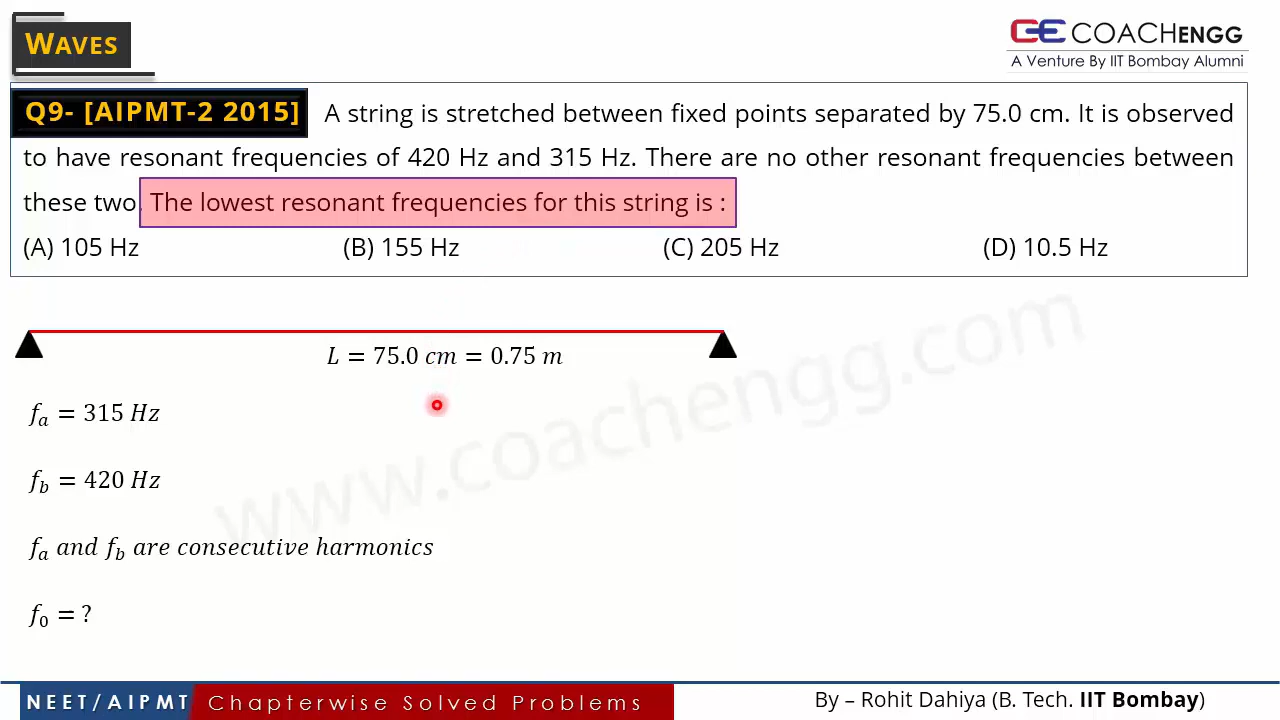 WAVES
CE COACHENGG
A Venture By IIT Bombay Alumni
Q9- [AIPMT-2 2015] A string is stretched between fixed points separated by 75.0 cm. It is observed
to have resonant frequencies of 420 Hz and 315 Hz. There are no other resonant frequencies between
these two. The lowest resonant frequencies for this string is :
(A) 105 Hz (B) 155 Hz (C) 205 Hz (D) 10.5 Hz
L = 75.0 cm = 0.75 m
fₐ = 315 Hz
f_b = 420 Hz
fₐ and f_b are consecutive harmonics
f₀ = ?
www.coachengg.com
NEET/AIPMT Chapterwise Solved Problems
By – Rohit Dahiya (B. Tech. IIT Bombay)